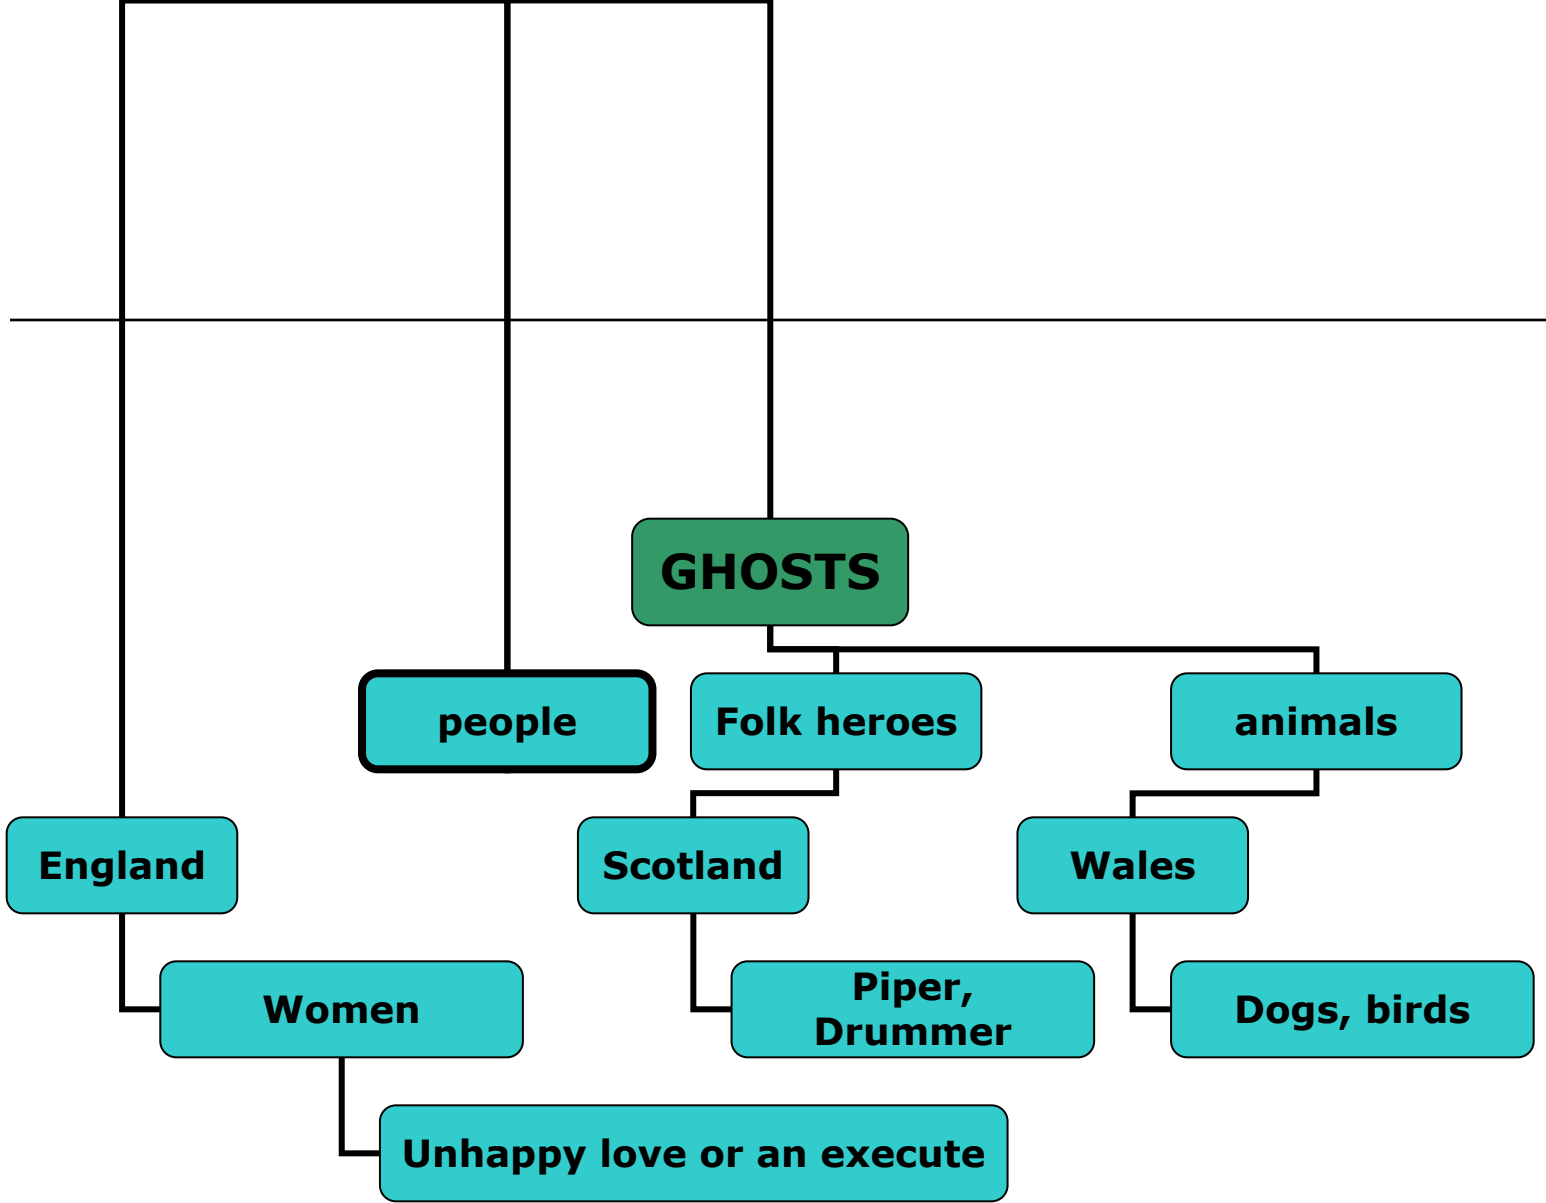 GHOSTS
people
Folk heroes
animals
England
Scotland
Wales
Women
Piper,
Drummer
Dogs, birds
Unhappy love or an execute